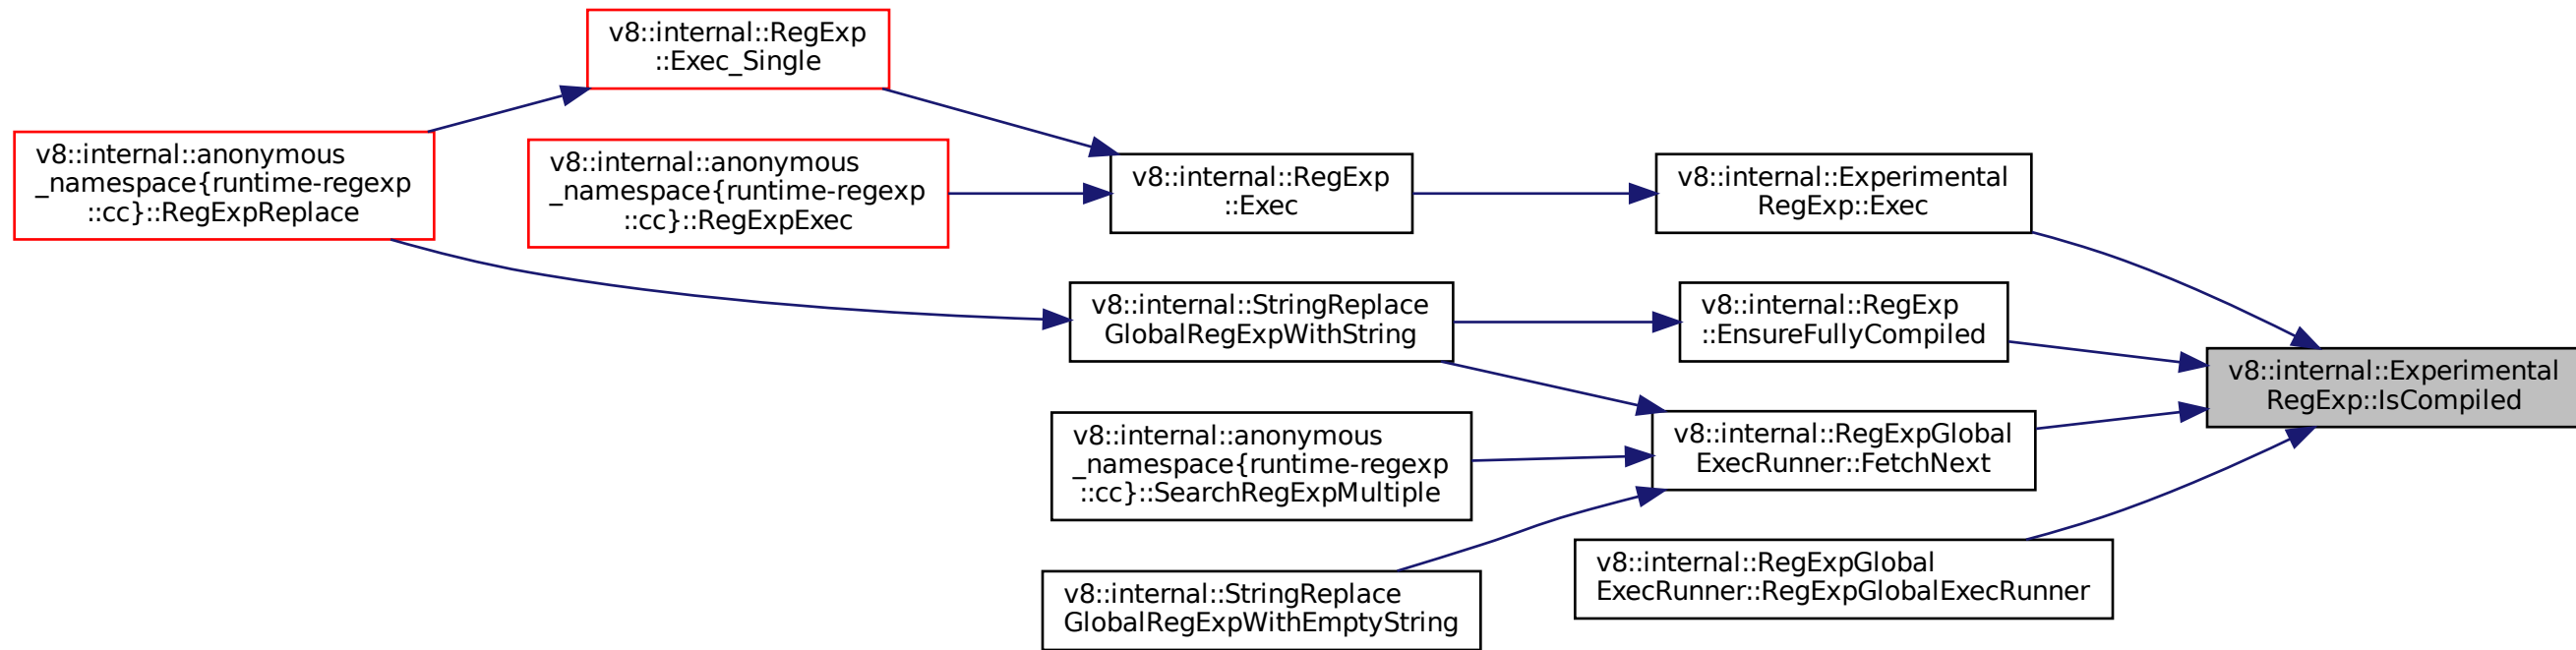 v8::internal::RegExp
::Exec_Single
v8::internal::anonymous
_namespace{runtime-regexp
::cc}::RegExpReplace
v8::internal::anonymous
_namespace{runtime-regexp
::cc}::RegExpExec
v8::internal::RegExp
::Exec
v8::internal::Experimental
RegExp::Exec
v8::internal::StringReplace
GlobalRegExpWithString
v8::internal::RegExp
::EnsureFullyCompiled
v8::internal::Experimental
RegExp::IsCompiled
v8::internal::anonymous
_namespace{runtime-regexp
::cc}::SearchRegExpMultiple
v8::internal::RegExpGlobal
ExecRunner::FetchNext
v8::internal::RegExpGlobal
ExecRunner::RegExpGlobalExecRunner
v8::internal::StringReplace
GlobalRegExpWithEmptyString